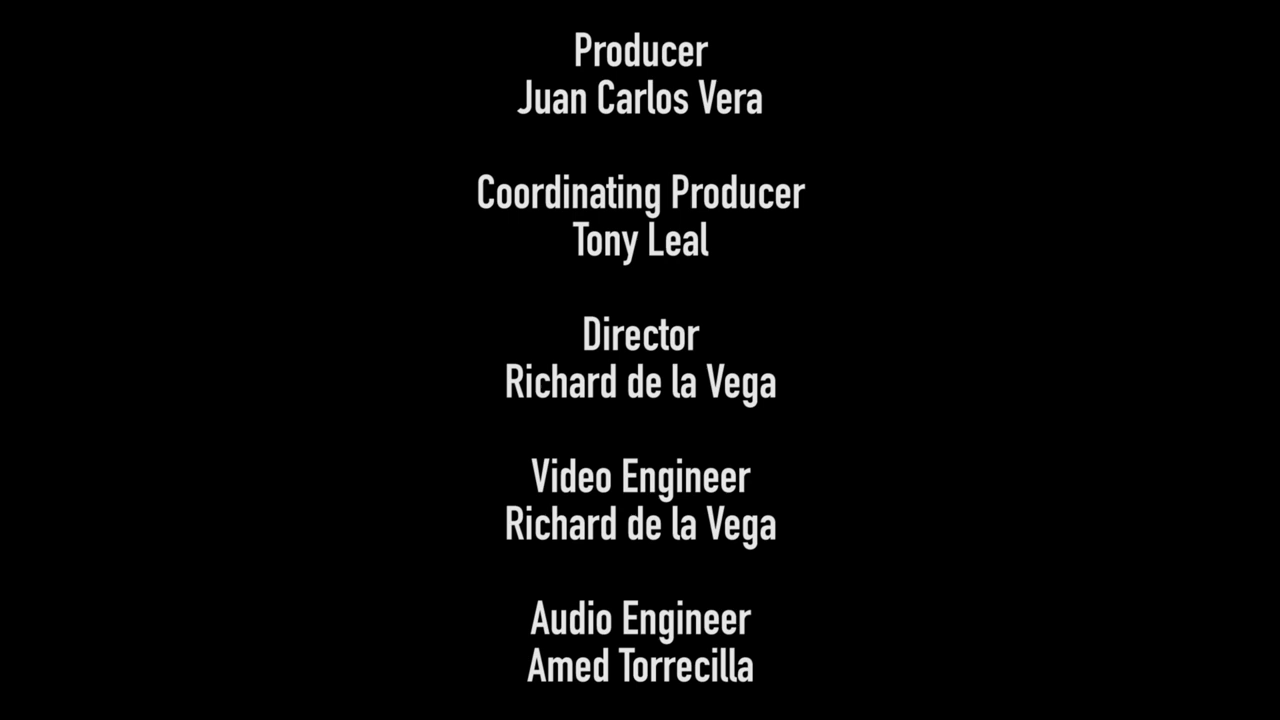 Producer
Juan Carlos Vera
Coordinating Producer
Tony Leal
Director
Richard de la Vega
Video Engineer
Richard de la Vega
Audio Engineer
Amed Torrecilla